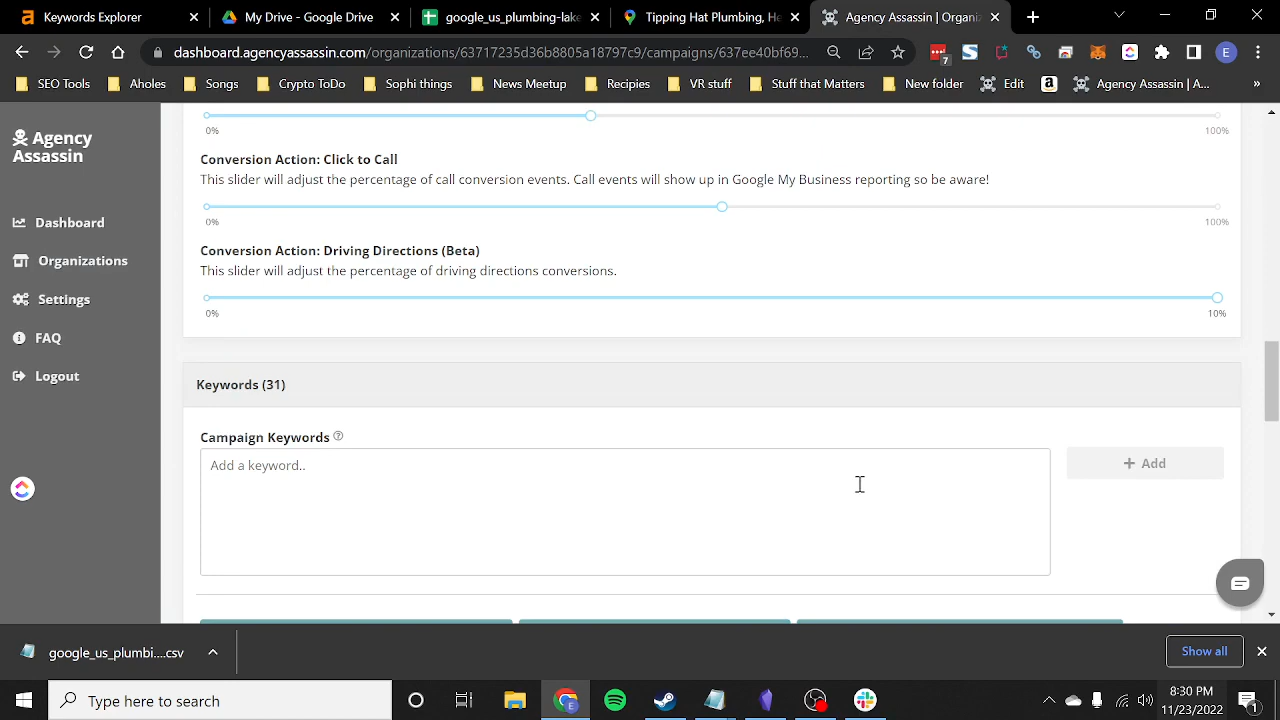 Keywords Explorer
My Drive - Google Drive
google_us_plumbing-lake
Tipping Hat Plumbing, He
Agency Assassin | Organiz
dashboard.agencyassassin.com/organizations/63717235d36b8805a18797c9/campaigns/637ee40bf69...
7
E
SEO Tools
Aholes
Songs
Crypto ToDo
Sophi things
News Meetup
Recipies
VR stuff
Stuff that Matters
New folder
Edit
Agency Assassin | A...
»
Agency
Assassin
Dashboard
Organizations
Settings
FAQ
Logout
0%
100%
Conversion Action: Click to Call
This slider will adjust the percentage of call conversion events. Call events will show up in Google My Business reporting so be aware!
0%
100%
Conversion Action: Driving Directions (Beta)
This slider will adjust the percentage of driving directions conversions.
0%
10%
Keywords (31)
Campaign Keywords
Add a keyword..
+ Add
google_us_plumbi....csv
Show all
Type here to search
8:30 PM
11/23/2022
1